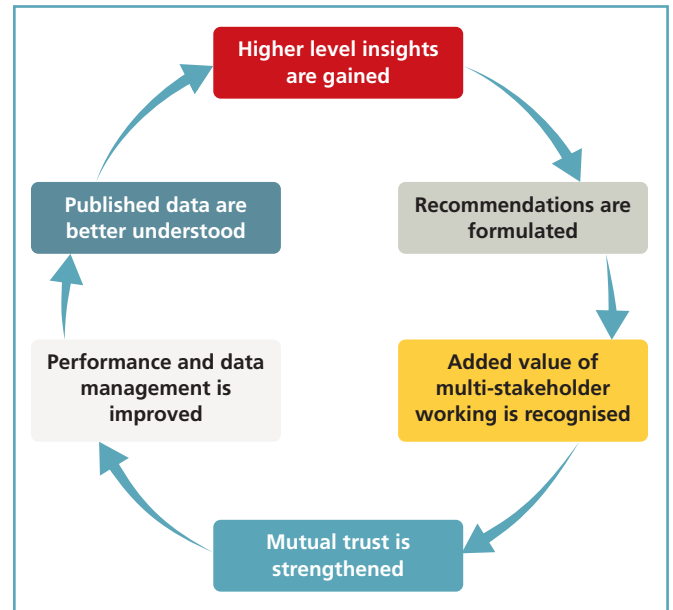 Higher level insights
are gained
Recommendations are
formulated
Added value of
multi-stakeholder
working is recognised
Mutual trust is
strengthened
Performance and data
management is
improved
Published data are
better understood